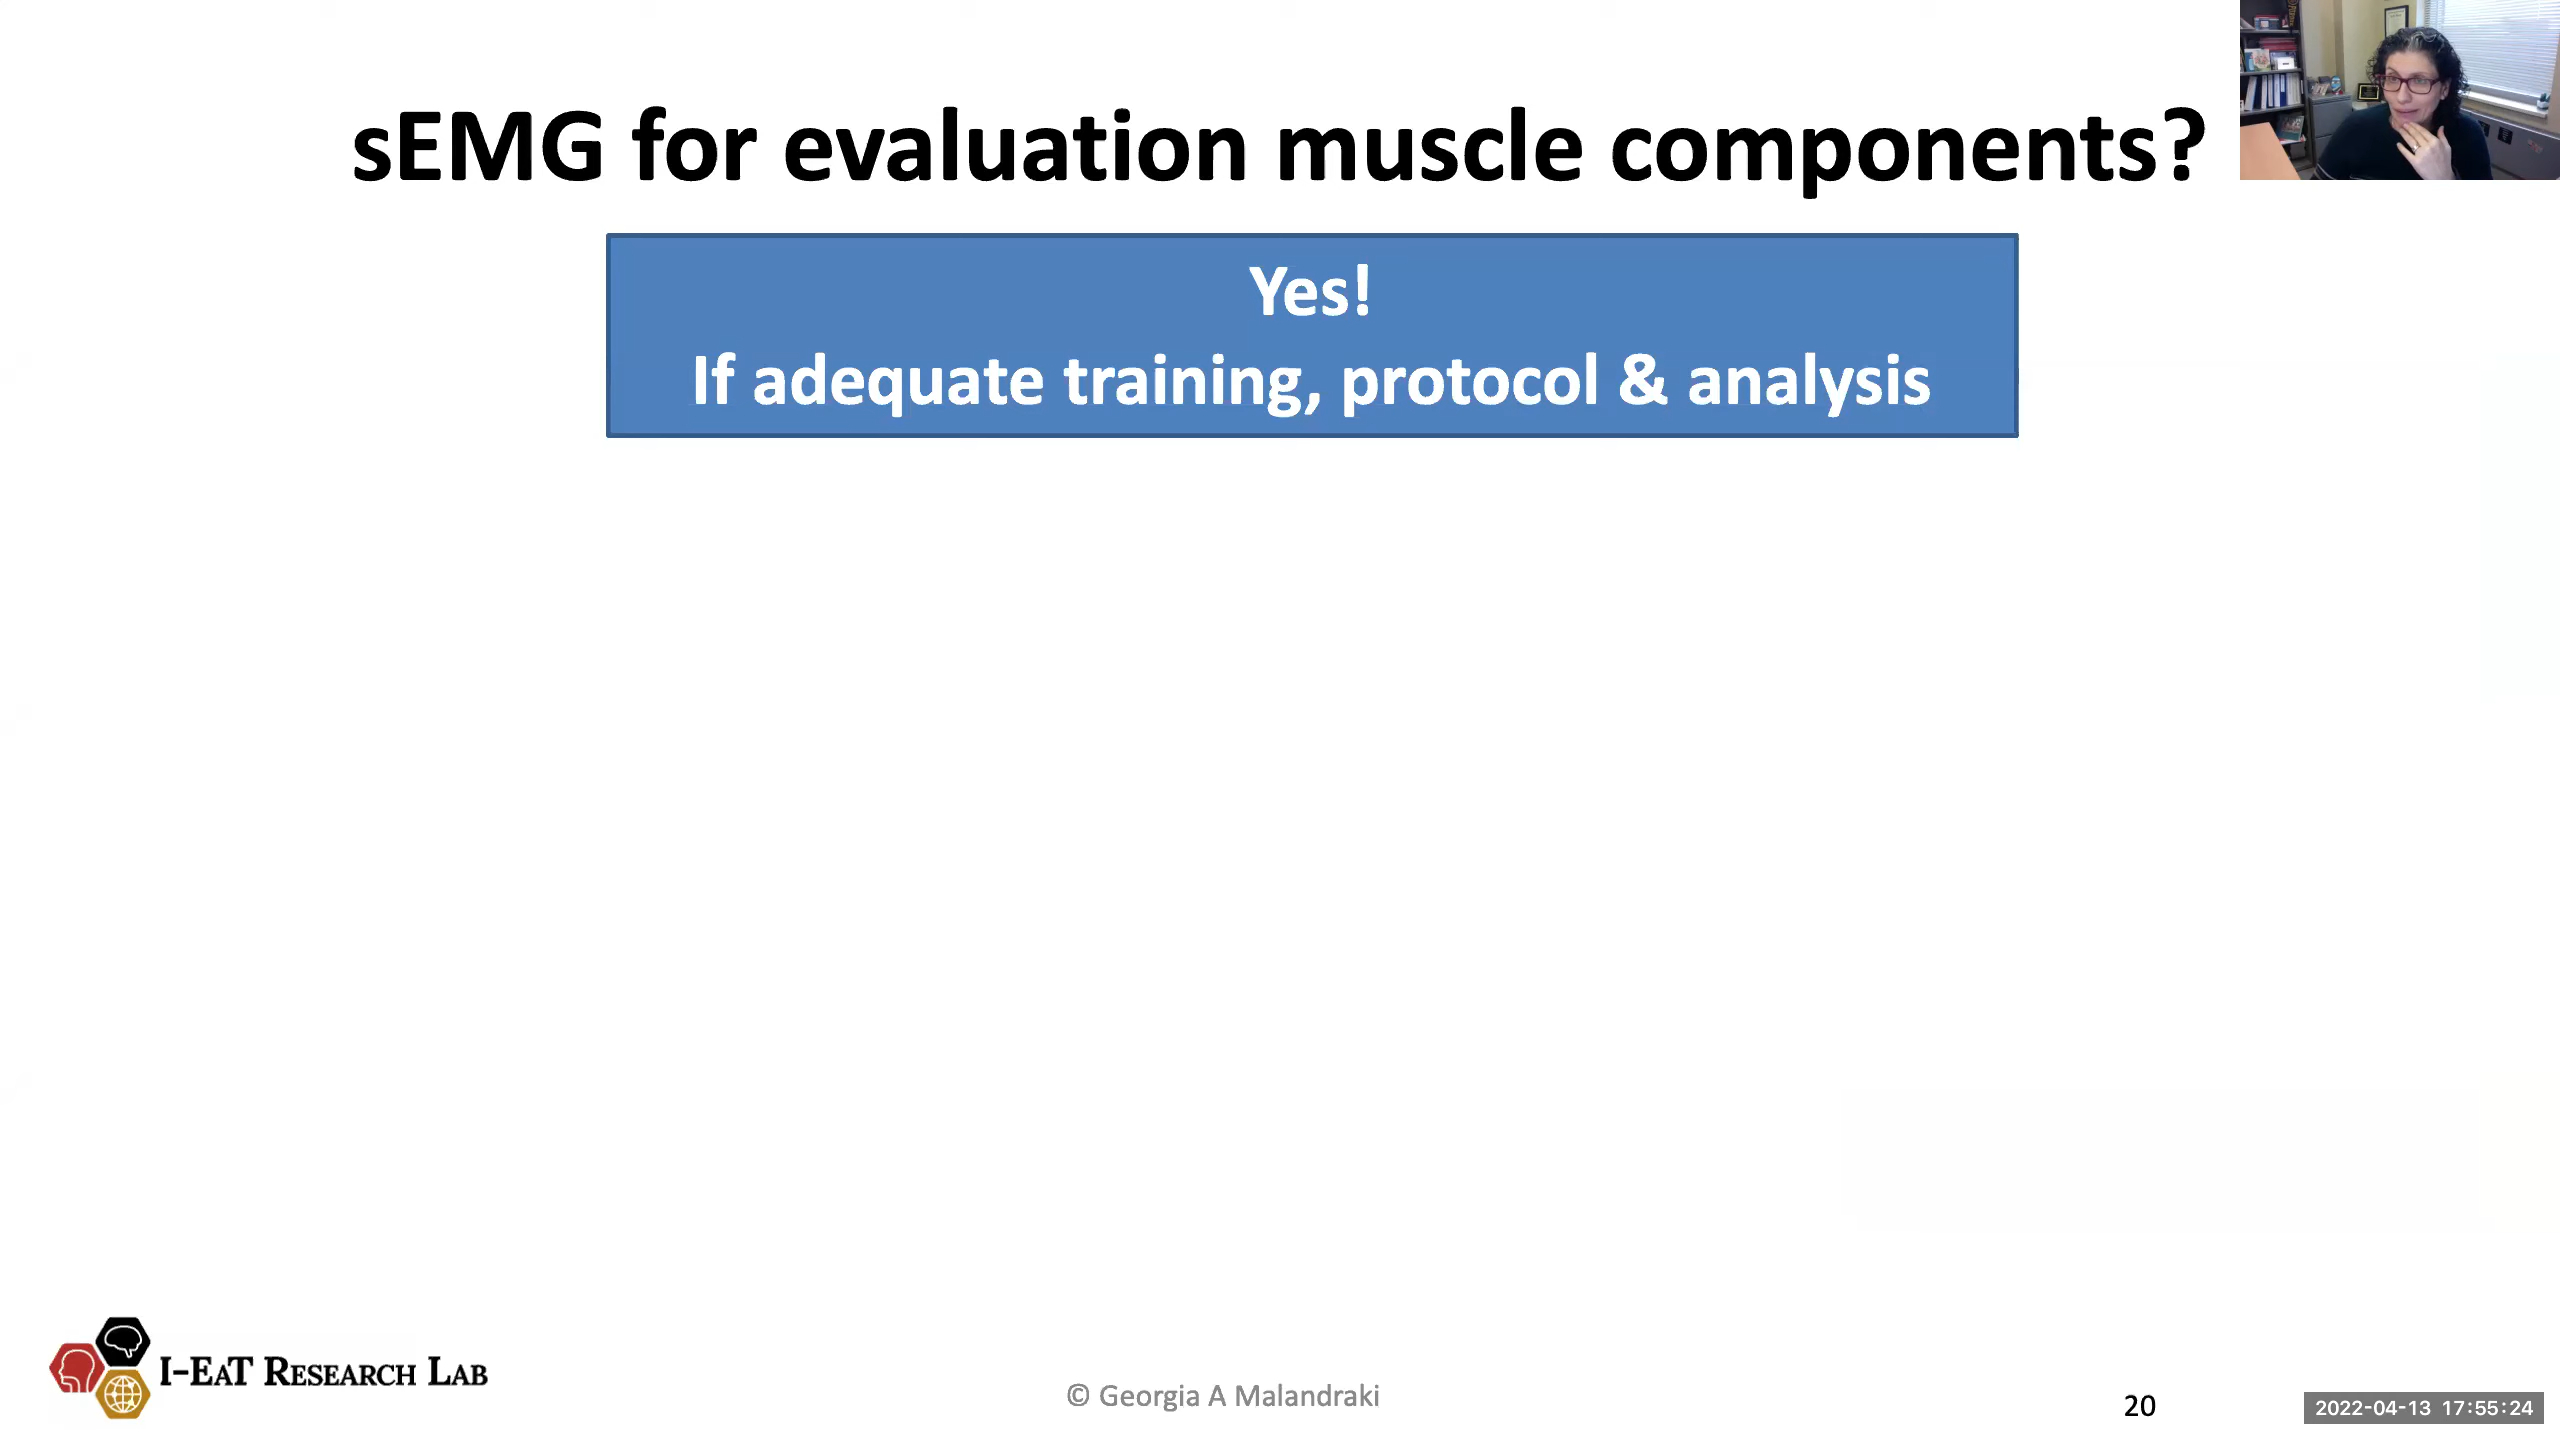 sEMG for evaluation muscle components?
Yes!
If adequate training, protocol & analysis
I-EaT Research Lab
© Georgia A Malandraki
20
2022-04-13 17:55:24